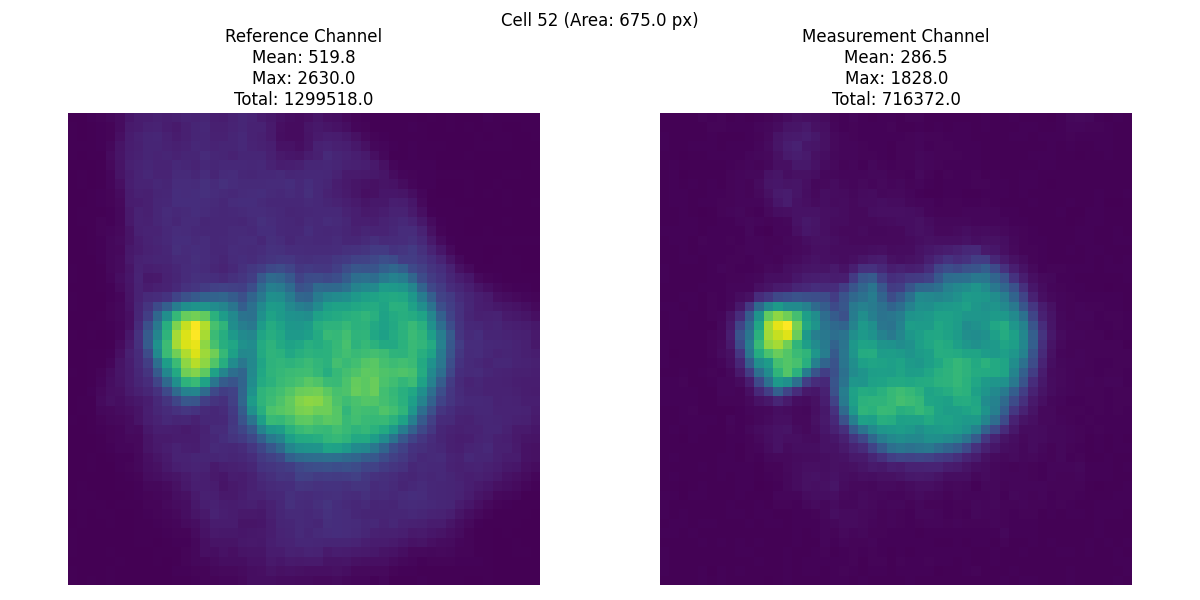 Cell 52 (Area: 675.0 px)
Reference Channel
Mean: 519.8
Max: 2630.0
Total: 1299518.0
Measurement Channel
Mean: 286.5
Max: 1828.0
Total: 716372.0